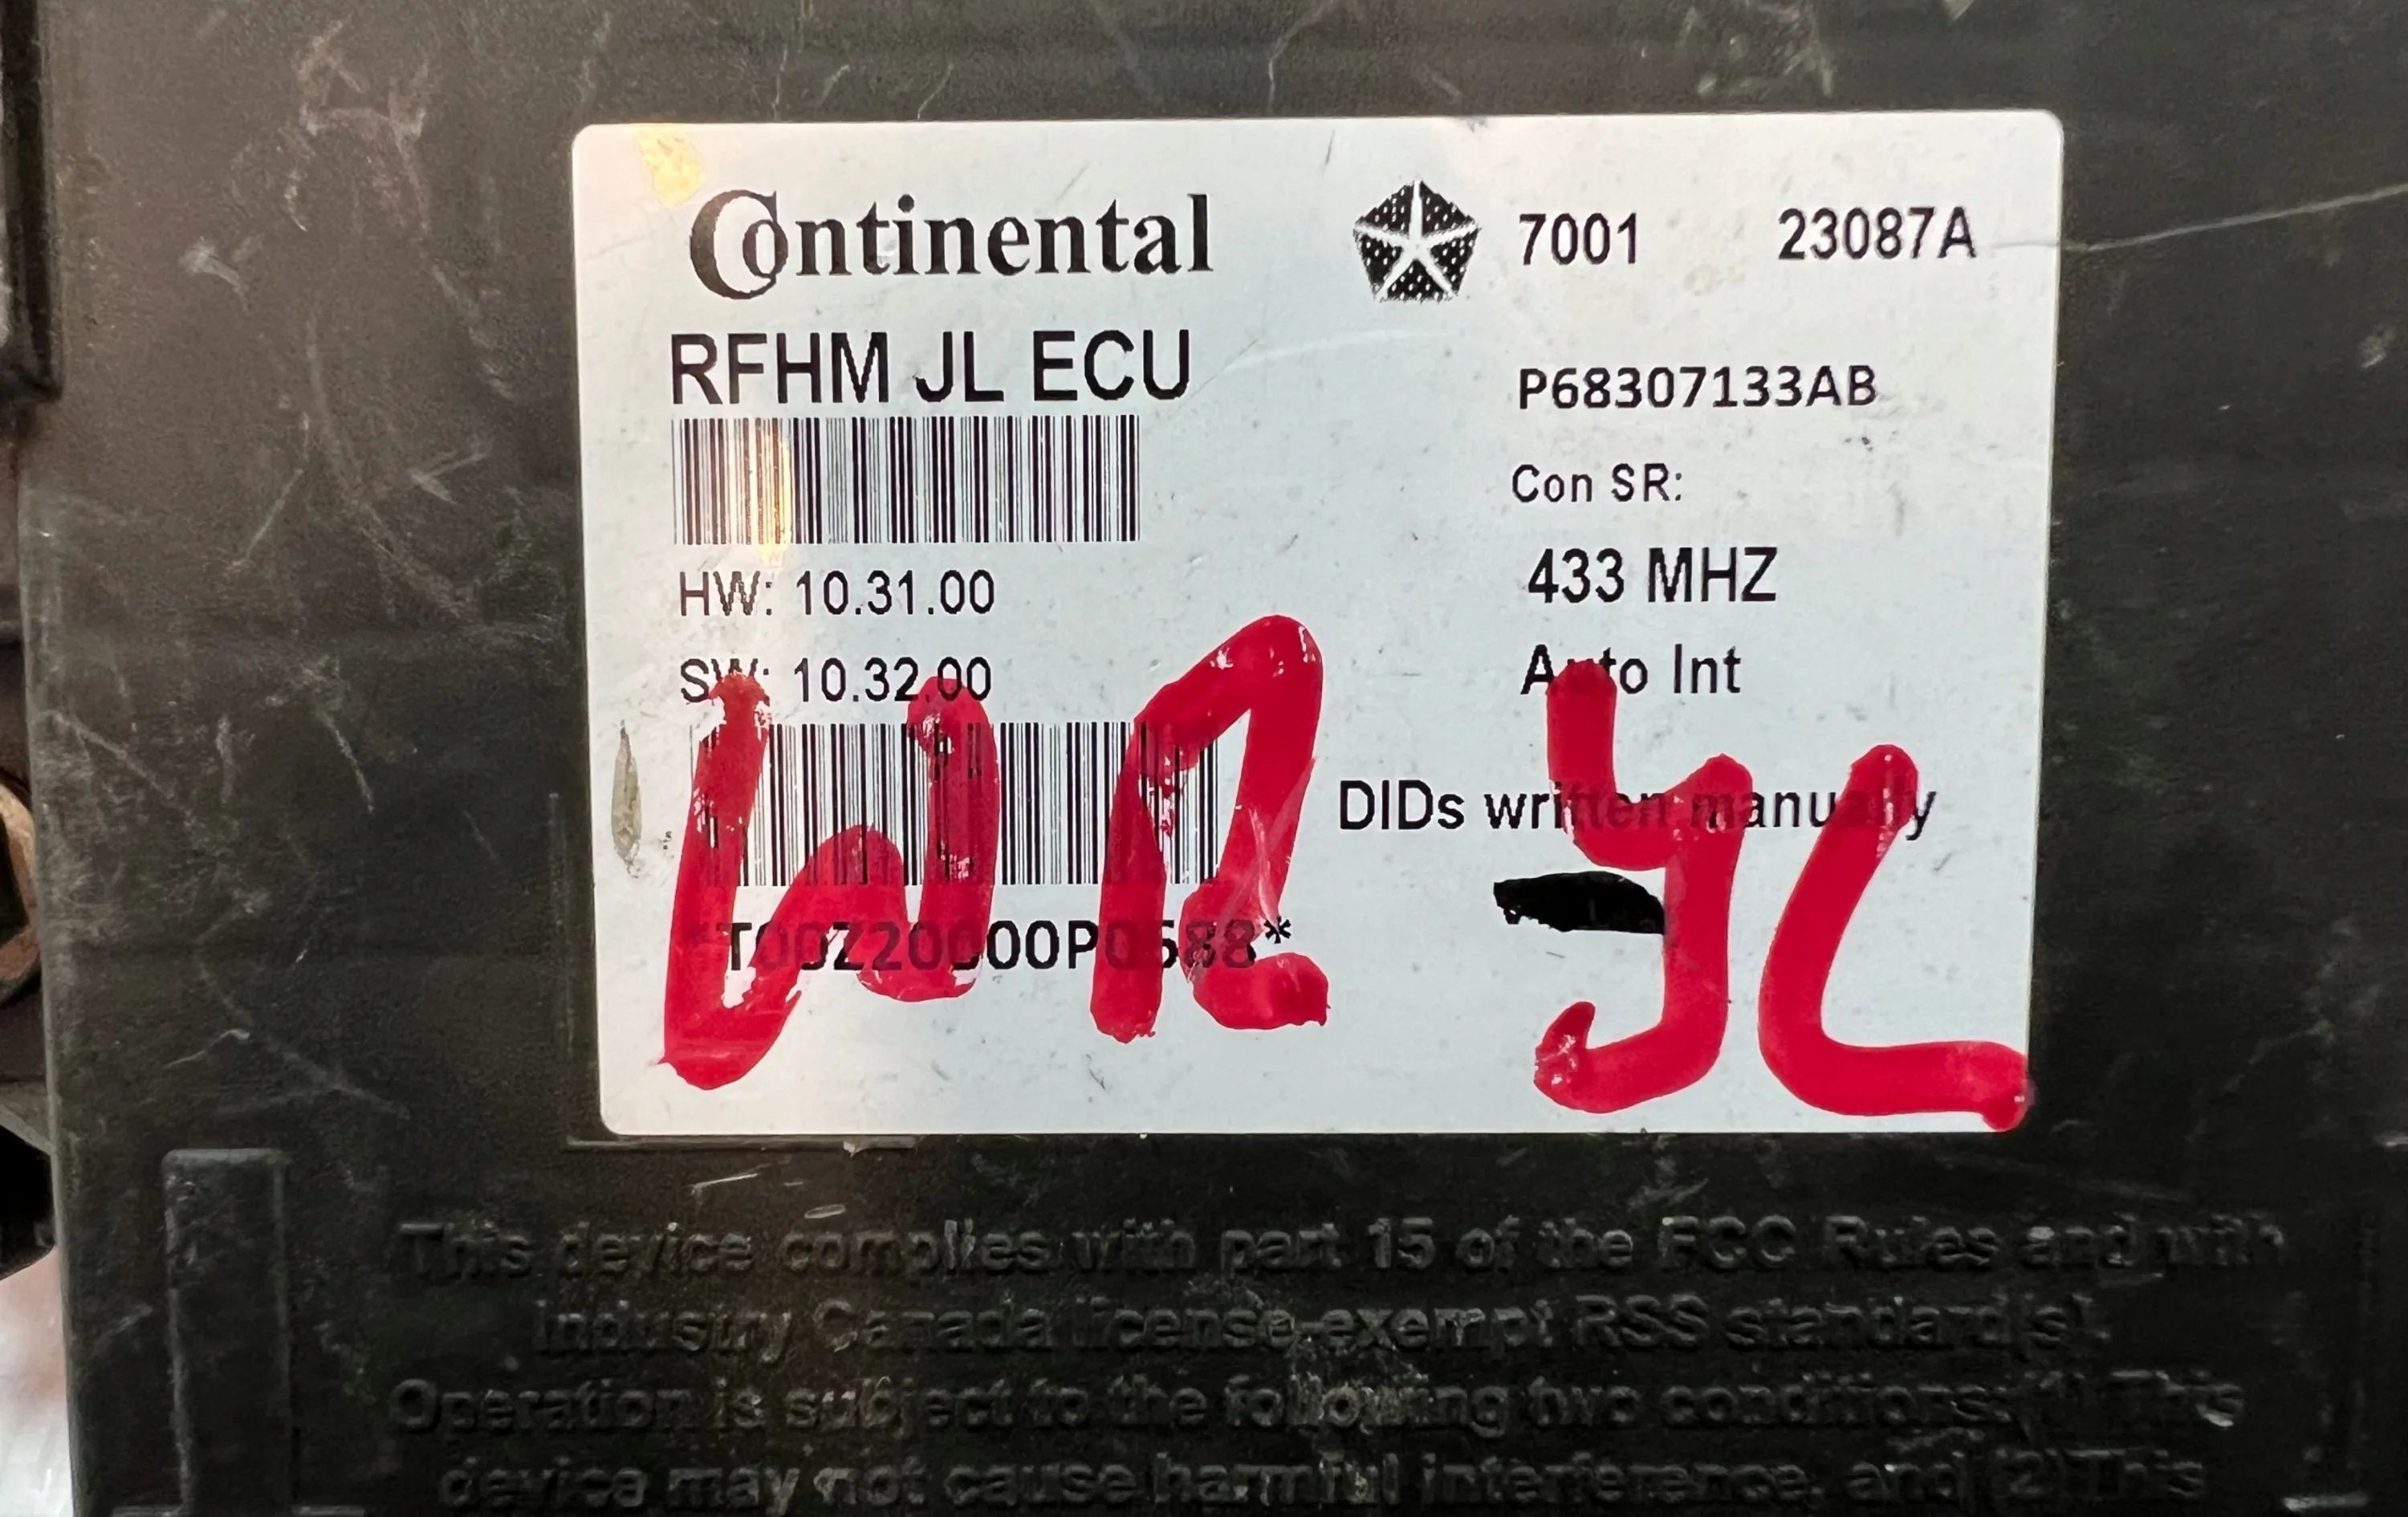 Continental 7001 23087A
RFHM JL ECU
P68307133AB
Con SR:
HW: 10.31.00
433 MHZ
SW: 10.32.00
Auto Int
DIDs written manually
*T00Z20000P0588*
This device complies with part 15 of the FCC Rules and with
Industry Canada license-exempt RSS standard(s).
Operation is subject to the following two conditions: (1) This
device may not cause harmful interference, and (2) This